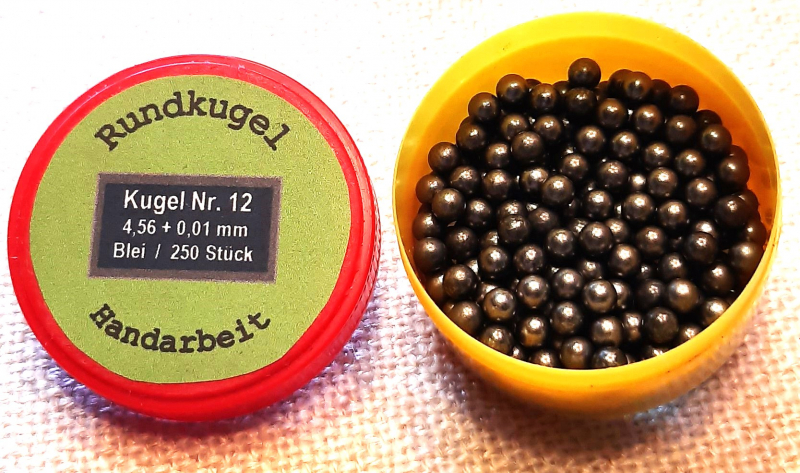 Rundkugel
Kugel Nr. 12
4,56 + 0,01 mm
Blei / 250 Stück
Handarbeit